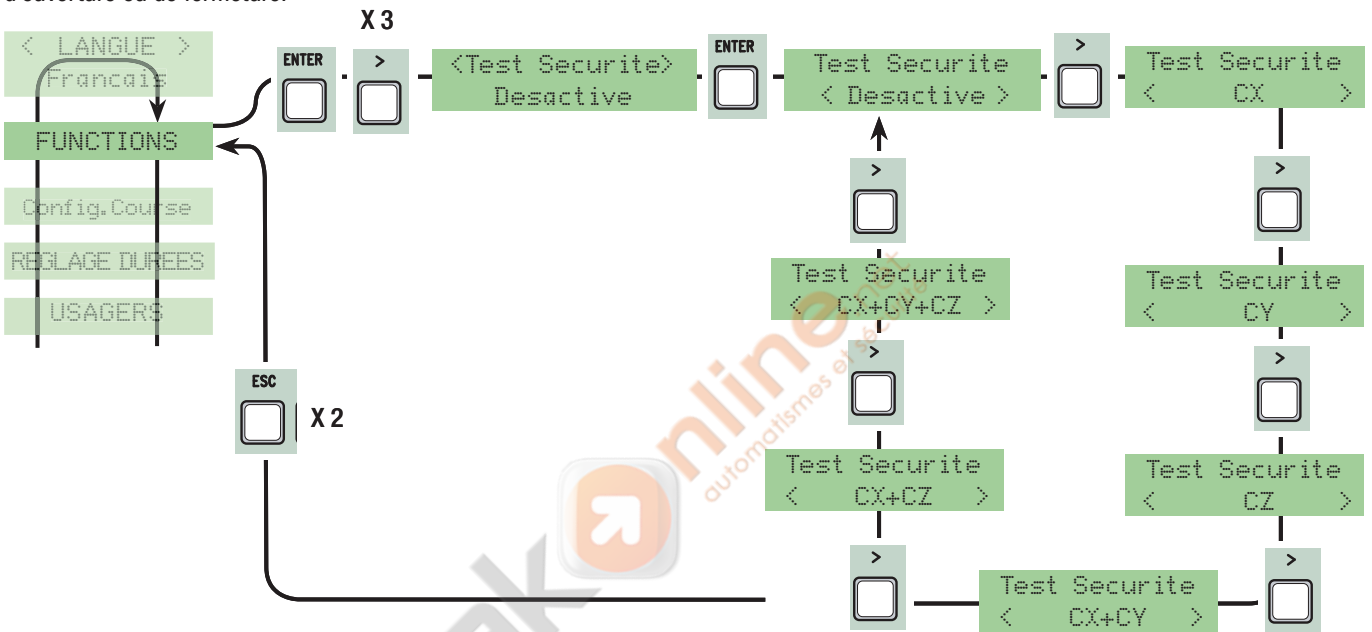 d'ouverture ou de fermeture.
X 3
< LANGUE >
Francais
FUNCTIONS
Config.Course
REGLAGE DUREES
USAGERS
ENTER
>
<Test Securite>
Desactive
ENTER
Test Securite
< Desactive >
>
Test Securite
< CX >
>
Test Securite
< CY >
>
Test Securite
< CZ >
>
Test Securite
< CX+CY >
>
Test Securite
< CX+CZ >
>
Test Securite
< CX+CY+CZ >
>
ESC
X 2
nline.net
automatismes et sécurité